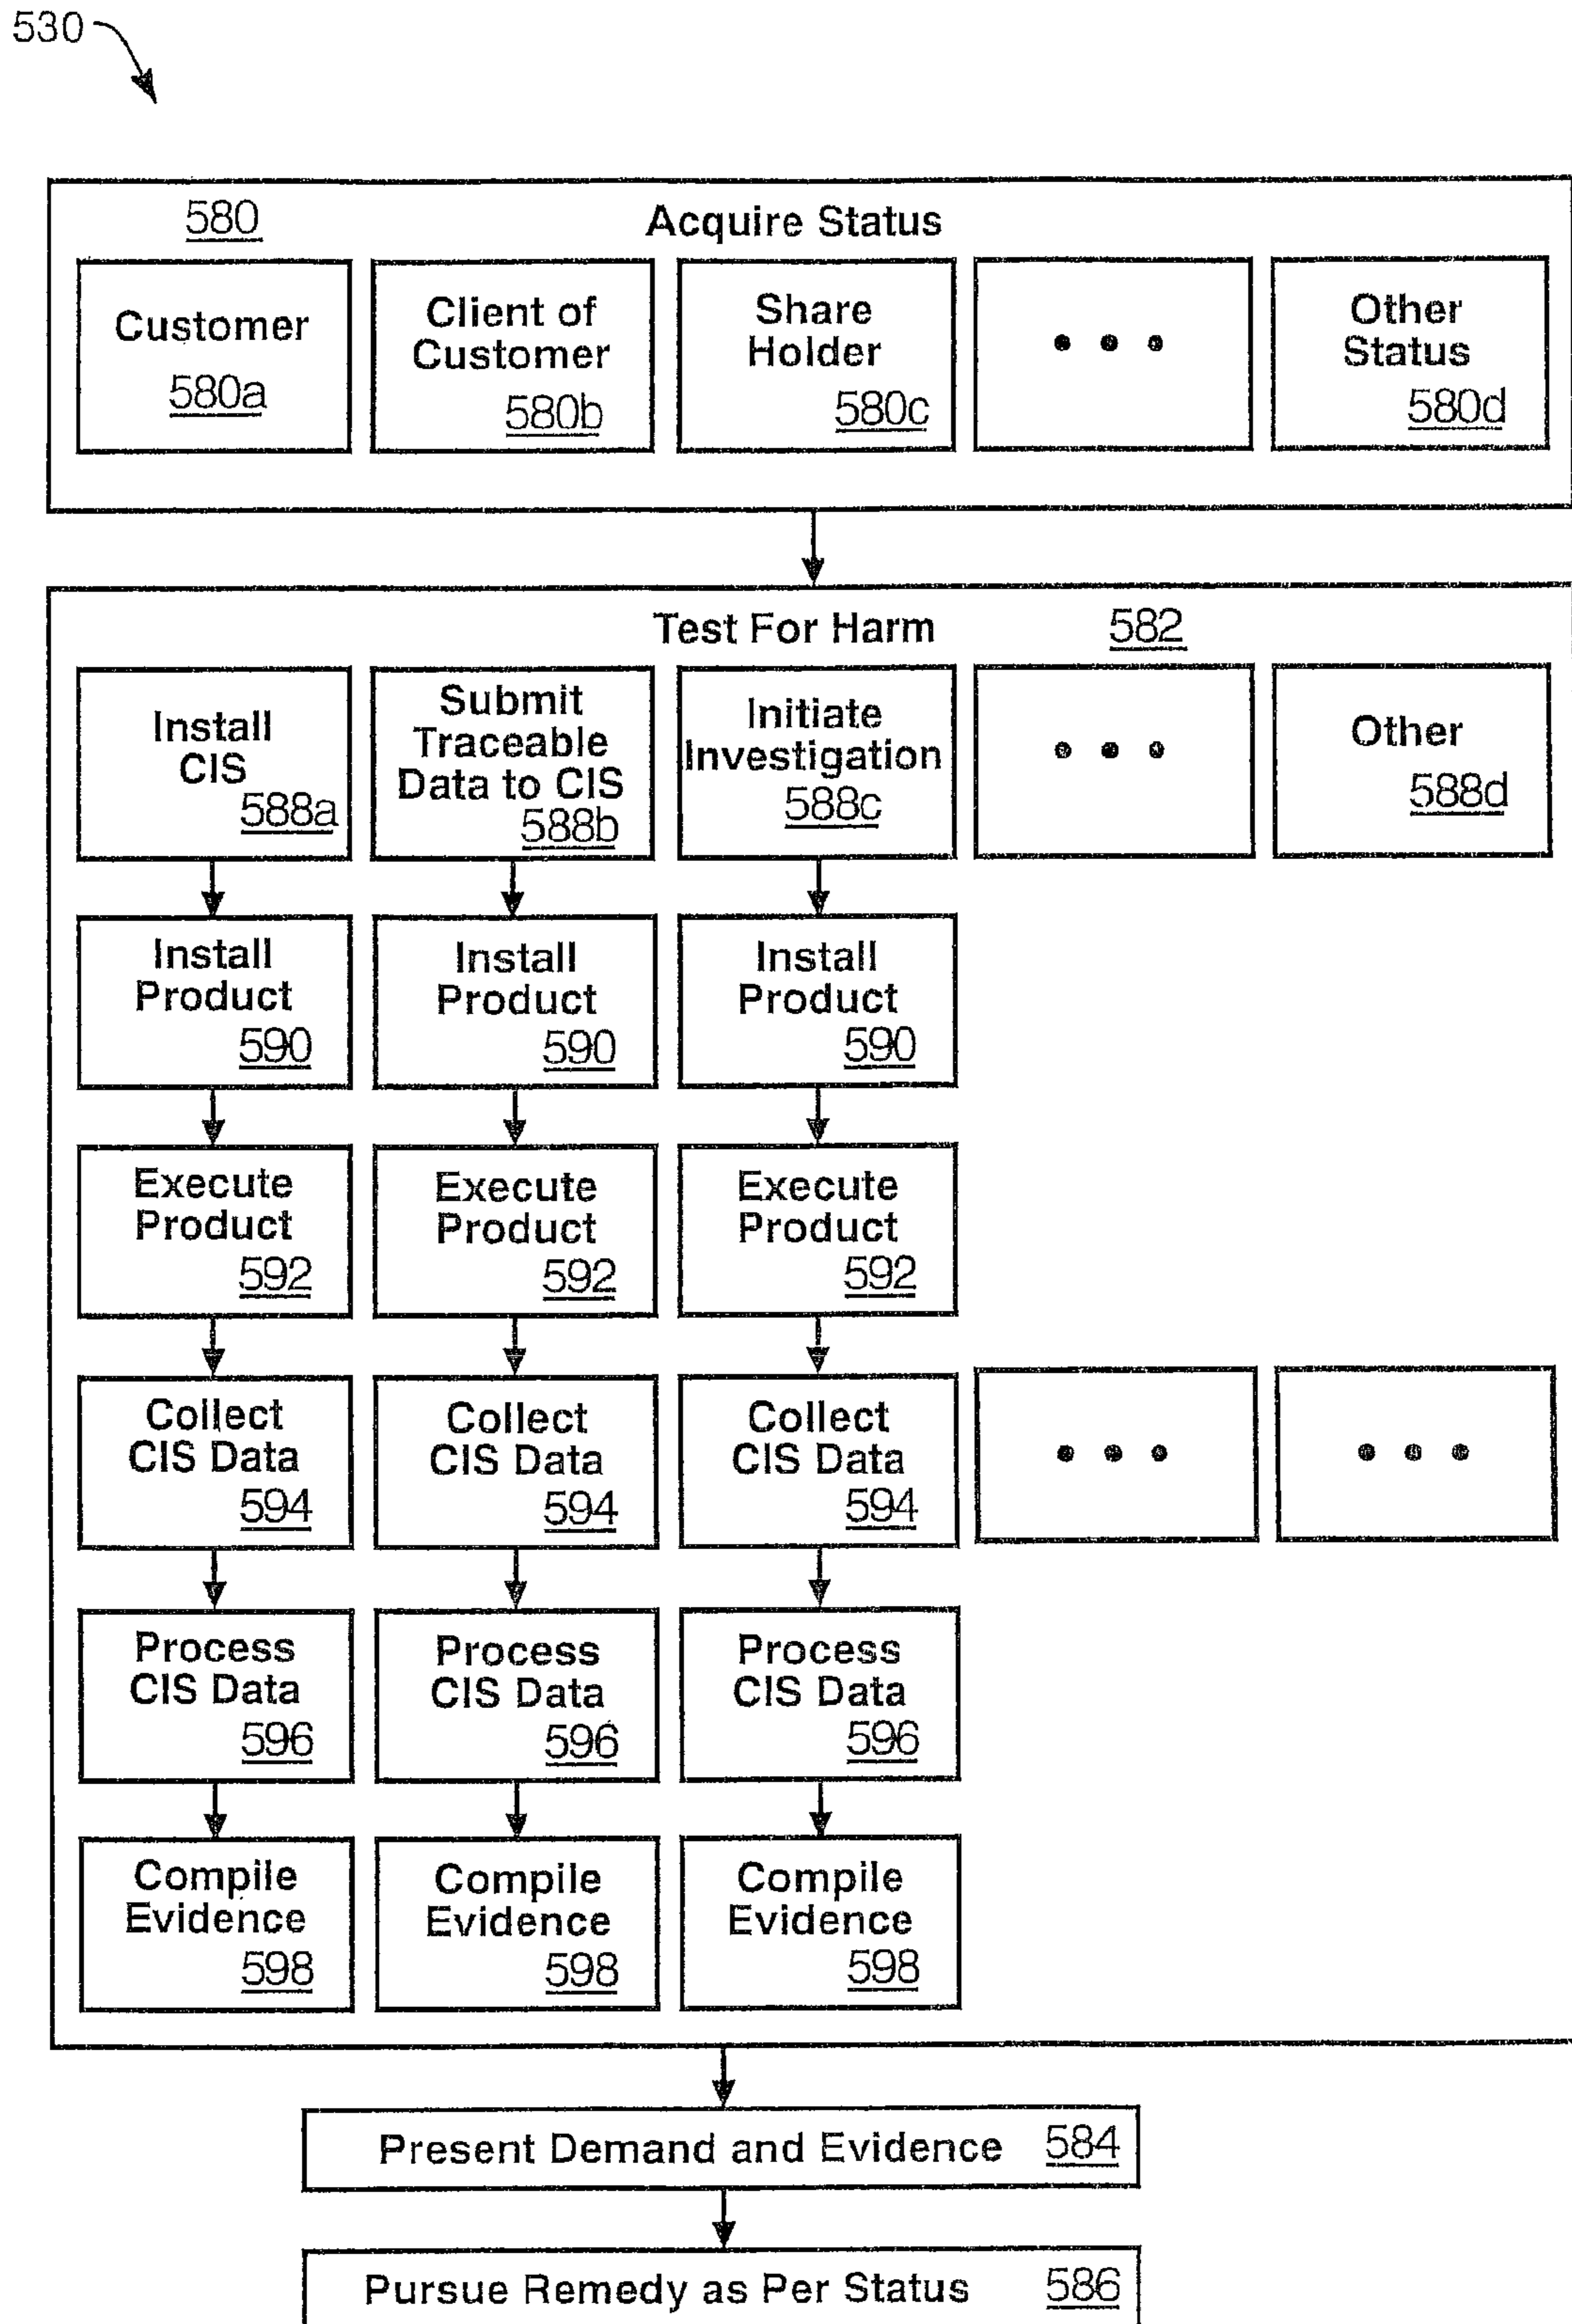 530
580 Acquire Status
Customer
580a
Client of
Customer
580b
Share
Holder
580c
• • •
Other
Status
580d
Test For Harm 582
Install
CIS
588a
Submit
Traceable
Data to CIS
588b
Initiate
Investigation
588c
• • •
Other
588d
Install
Product
590
Install
Product
590
Install
Product
590
Execute
Product
592
Execute
Product
592
Execute
Product
592
Collect
CIS Data
594
Collect
CIS Data
594
Collect
CIS Data
594
• • •
• • •
Process
CIS Data
596
Process
CIS Data
596
Process
CIS Data
596
Compile
Evidence
598
Compile
Evidence
598
Compile
Evidence
598
Present Demand and Evidence 584
Pursue Remedy as Per Status 586